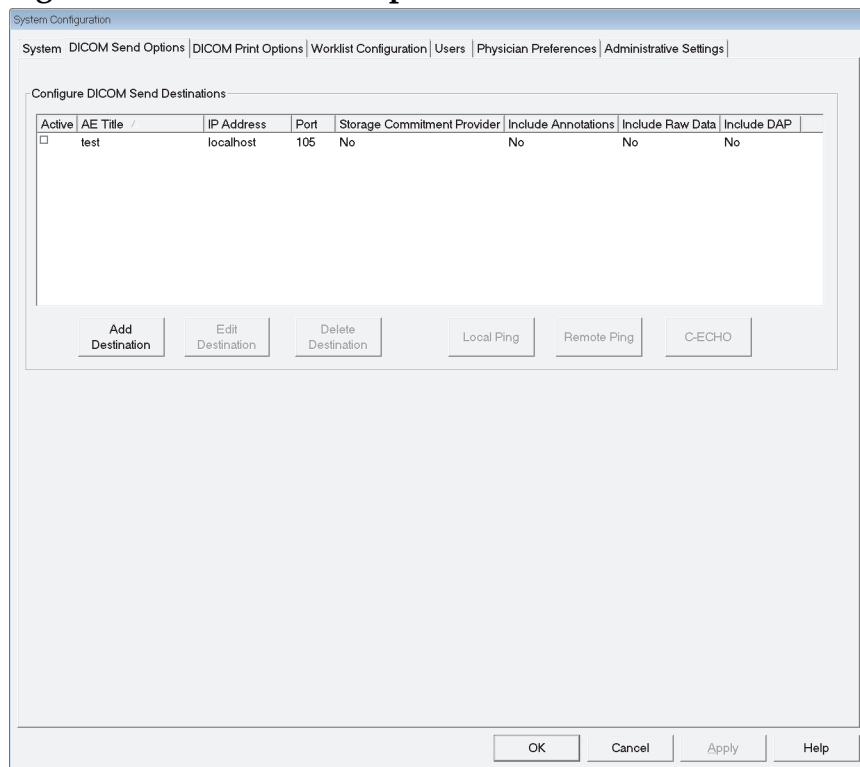 System Configuration
System DICOM Send Options DICOM Print Options Worklist Configuration Users Physician Preferences Administrative Settings
Configure DICOM Send Destinations
Active AE Title / IP Address Port Storage Commitment Provider Include Annotations Include Raw Data Include DAP
test localhost 105 No No No No
Add Destination Edit Destination Delete Destination Local Ping Remote Ping C-ECHO
OK Cancel Apply Help